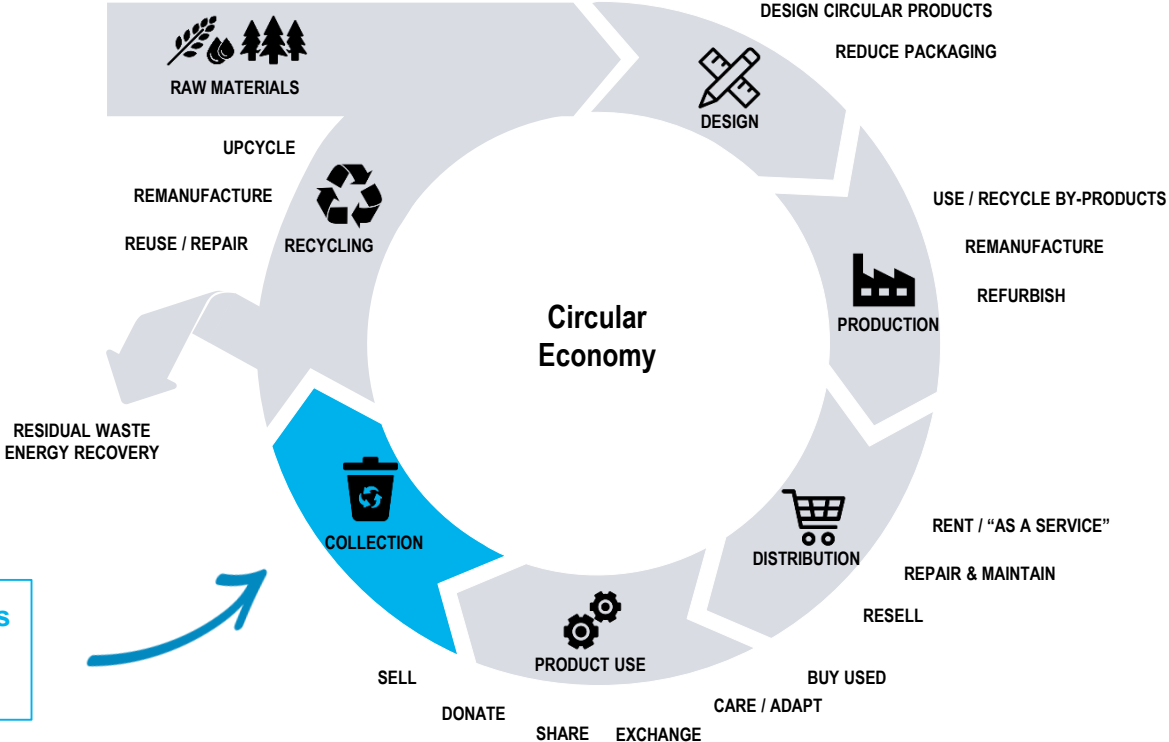 DESIGN CIRCULAR PRODUCTS
REDUCE PACKAGING
RAW MATERIALS
DESIGN
UPCYCLE
REMANUFACTURE
REUSE / REPAIR
RECYCLING
USE / RECYCLE BY-PRODUCTS
REMANUFACTURE
REFURBISH
PRODUCTION
Circular
Economy
RESIDUAL WASTE
ENERGY RECOVERY
COLLECTION
DISTRIBUTION
RENT / “AS A SERVICE”
REPAIR & MAINTAIN
RESELL
PRODUCT USE
BUY USED
CARE / ADAPT
EXCHANGE
SHARE
DONATE
SELL